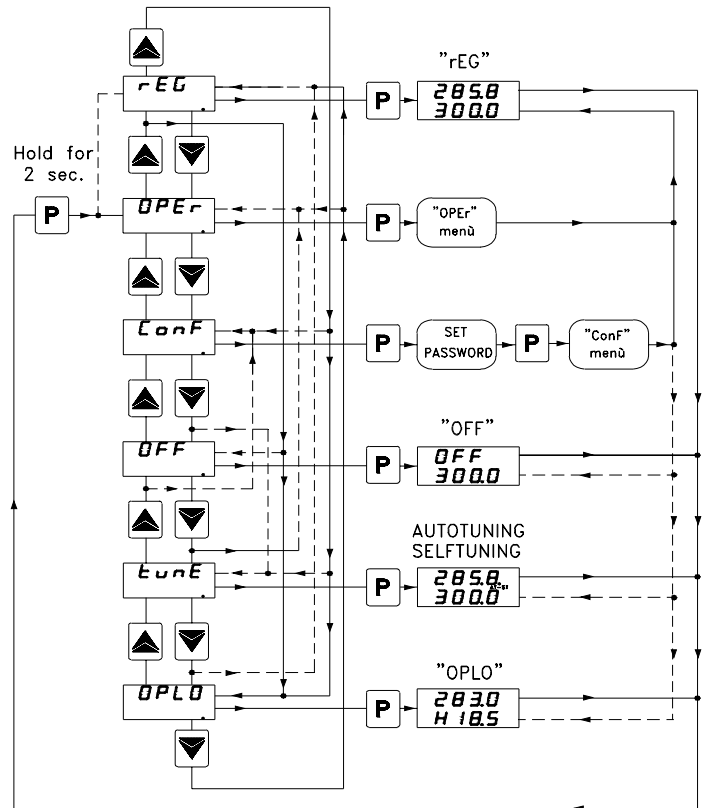 "rEG"
rEG
P
285.8
300.0
Hold for
2 sec.
P
OPEr
P
"OPEr"
menù
ConF
P
SET
PASSWORD
P
"ConF"
menù
"OFF"
OFF
P
OFF
300.0
AUTOTUNING
SELFTUNING
tunE
P
285.8
300.0
"OPLO"
OPLO
P
283.0
H 18.5